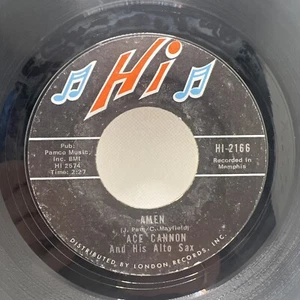 Hi
Pub:
Pamco Music,
Inc. BMI
HI 2574
Time: 2:27
HI-2166
Recorded In
Memphis
AMEN
(J. Pate-C. Mayfield)
ACE CANNON
And His Alto Sax
DISTRIBUTED BY LONDON RECORDS, INC.